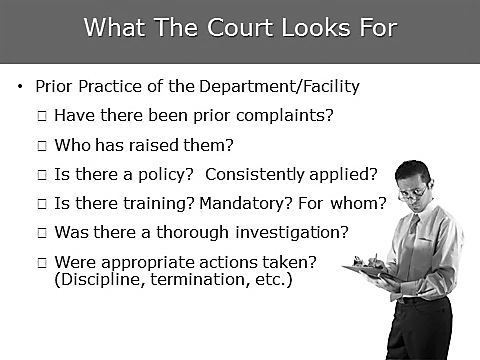 What The Court Looks For
• Prior Practice of the Department/Facility
□ Have there been prior complaints?
□ Who has raised them?
□ Is there a policy?  Consistently applied?
□ Is there training? Mandatory? For whom?
□ Was there a thorough investigation?
□ Were appropriate actions taken?
(Discipline, termination, etc.)